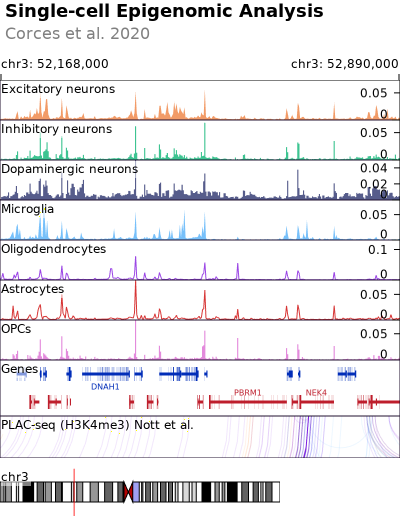 Single-cell Epigenomic Analysis
Corces et al. 2020
chr3: 52,168,000 chr3: 52,890,000
Excitatory neurons 0.05
0
Inhibitory neurons 0.05
0
Dopaminergic neurons 0.04
0.02
0
Microglia 0.05
0
Oligodendrocytes 0.1
0
Astrocytes 0.05
0
OPCs 0.05
0
Genes
DNAH1
PBRM1 NEK4
PLAC-seq (H3K4me3) Nott et al.
chr3